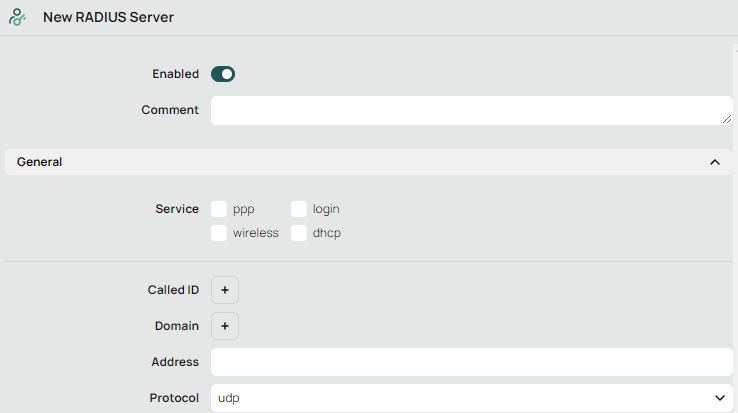 New RADIUS Server
Enabled
Comment
General
Service ppp login
wireless dhcp
Called ID +
Domain +
Address
Protocol udp